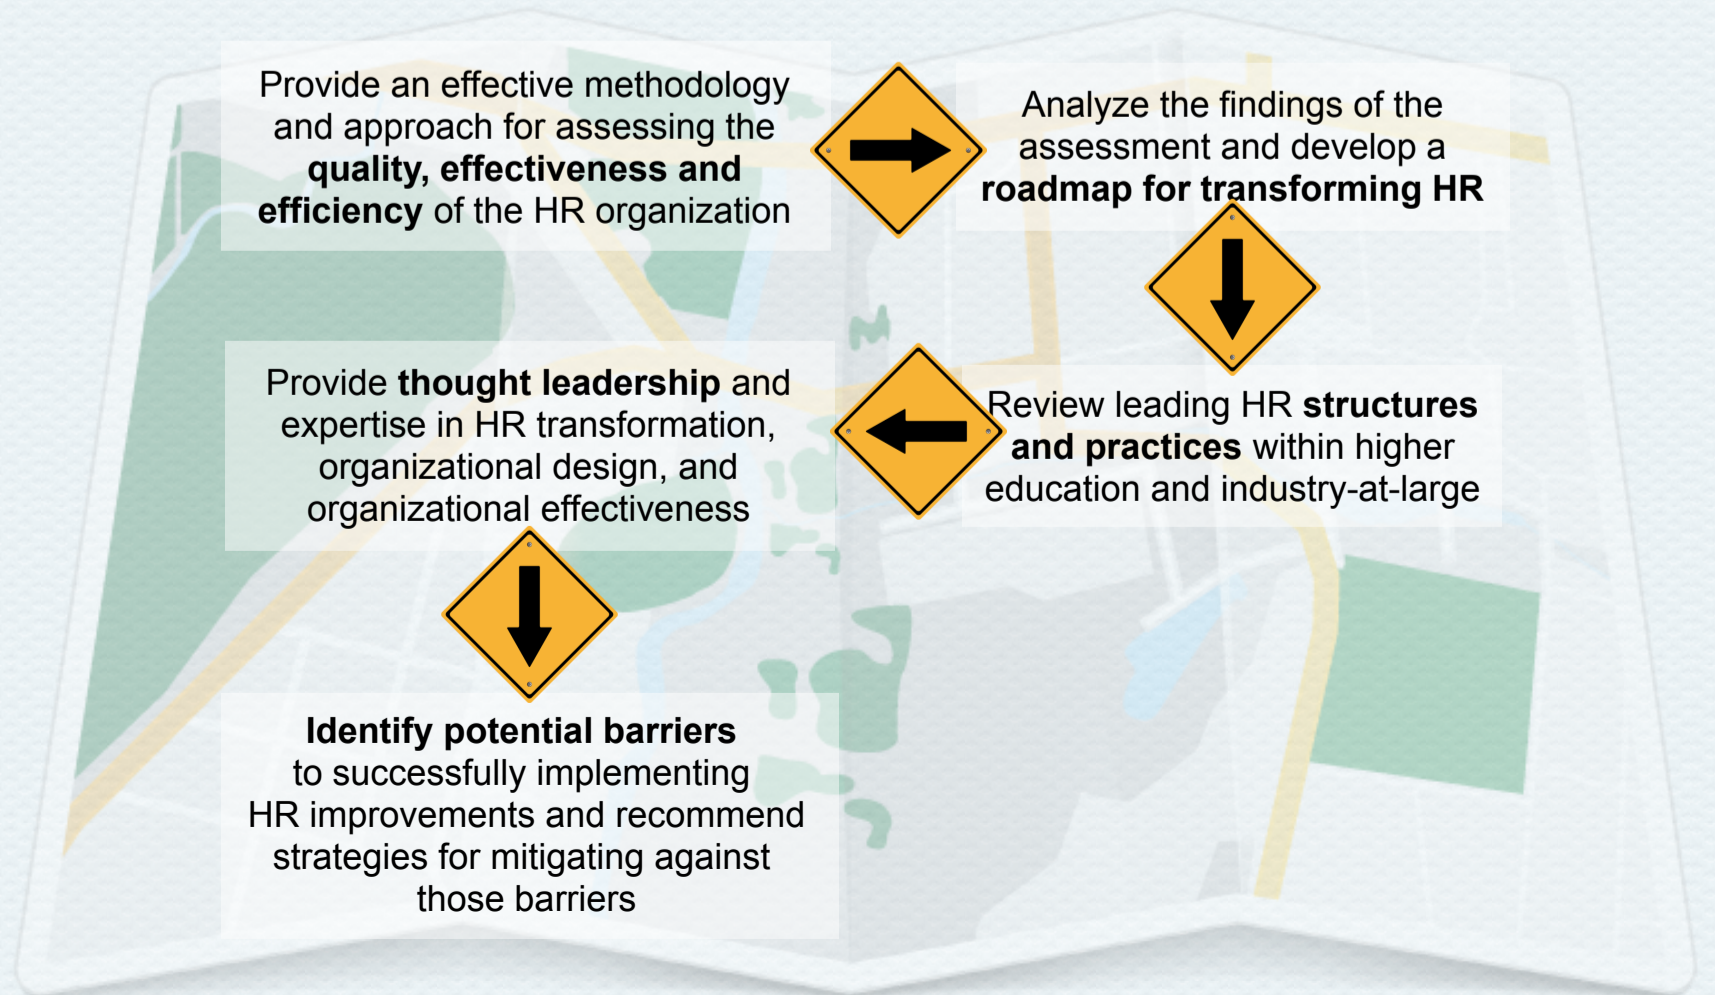 Provide an effective methodology
and approach for assessing the
quality, effectiveness and
efficiency of the HR organization
Analyze the findings of the
assessment and develop a
roadmap for transforming HR
Review leading HR structures
and practices within higher
education and industry-at-large
Provide thought leadership and
expertise in HR transformation,
organizational design, and
organizational effectiveness
Identify potential barriers
to successfully implementing
HR improvements and recommend
strategies for mitigating against
those barriers